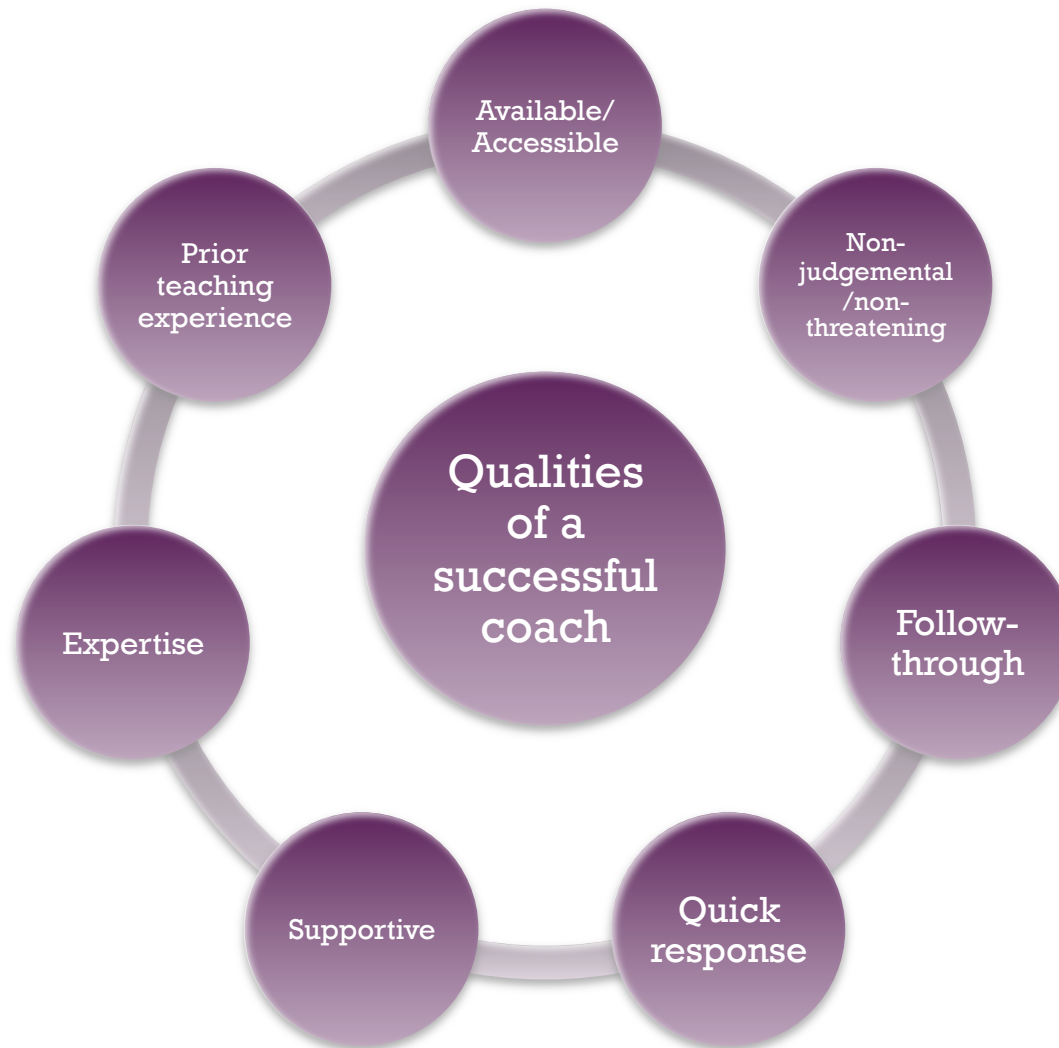 Available/
Accessible
Non-
judgemental
/non-
threatening
Follow-
through
Quick
response
Supportive
Expertise
Prior
teaching
experience
Qualities
of a
successful
coach